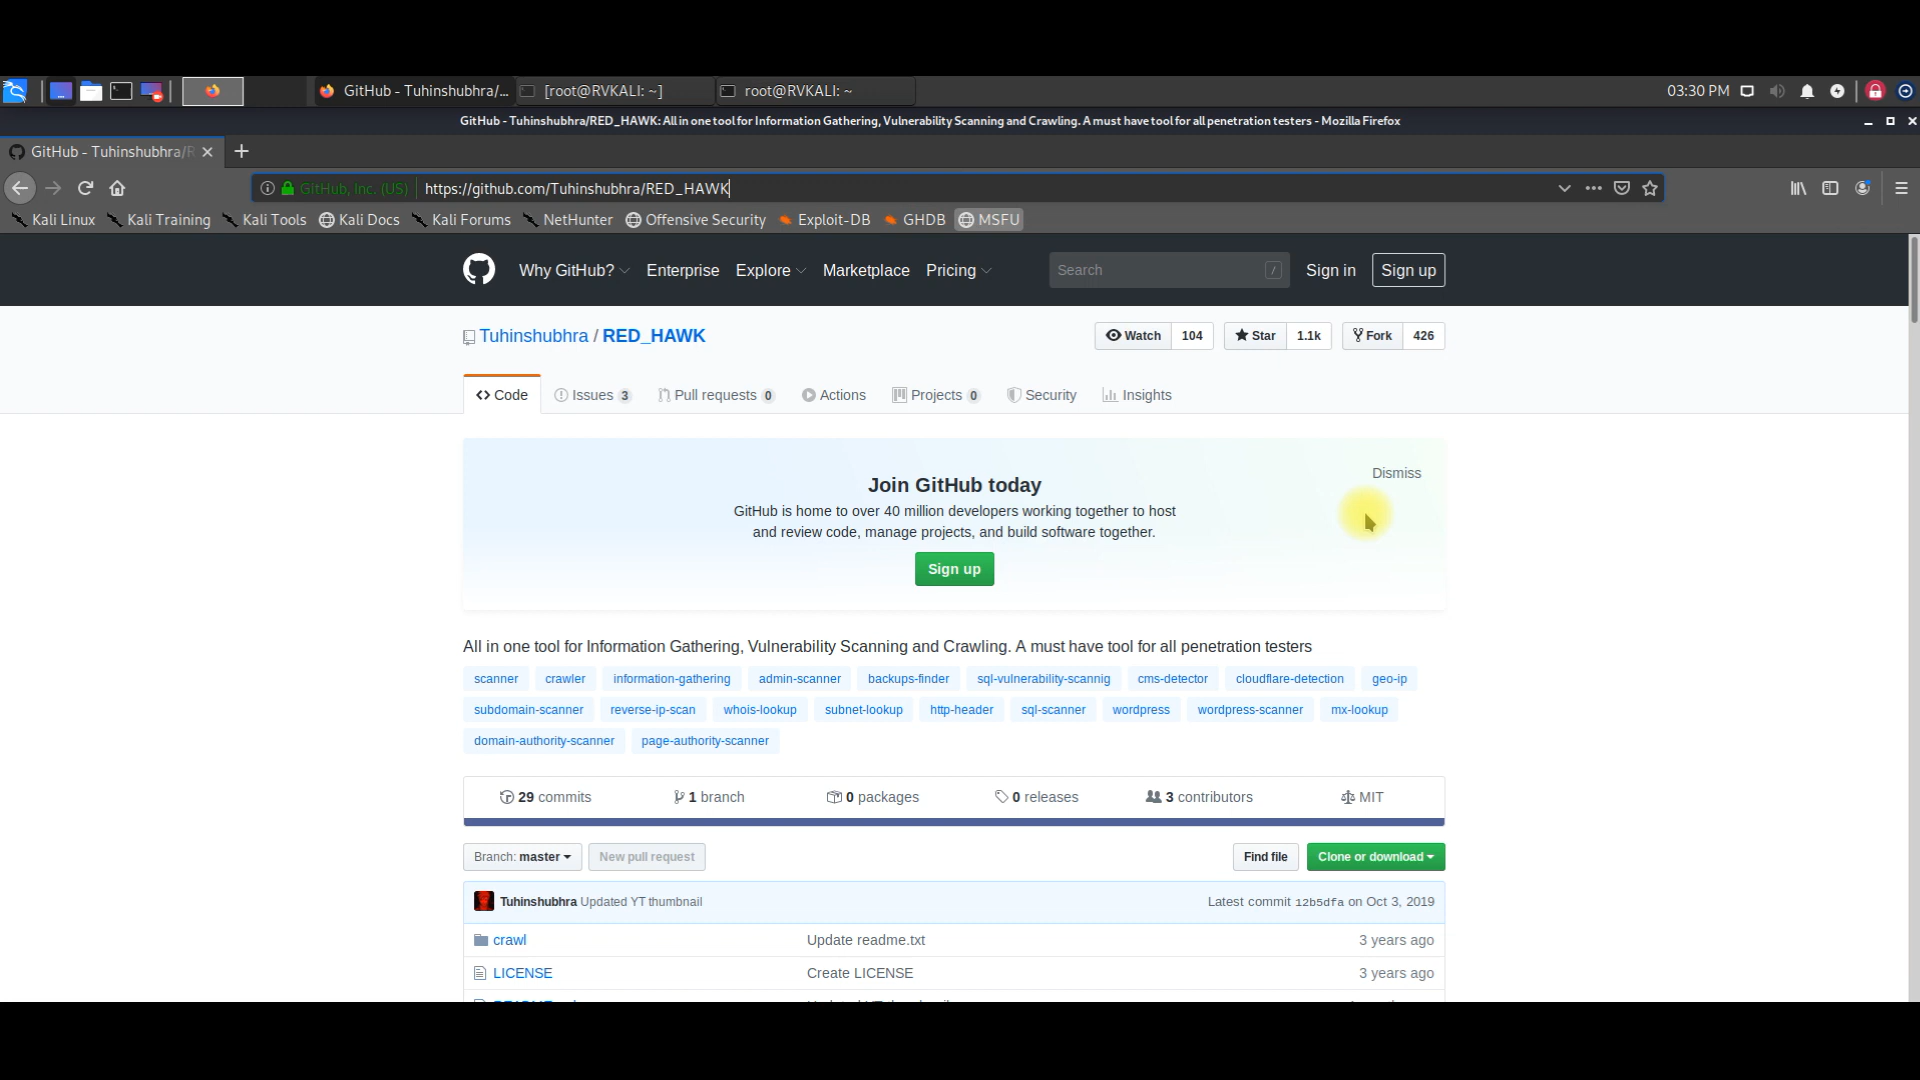 GitHub - Tuhinshubhra/... [root@RVKALI: ~] root@RVKALI: ~ 03:30 PM
GitHub - Tuhinshubhra/RED_HAWK: All in one tool for Information Gathering, Vulnerability Scanning and Crawling. A must have tool for all penetration testers - Mozilla Firefox
GitHub - Tuhinshubhra/R
GitHub, Inc. (US) https://github.com/Tuhinshubhra/RED_HAWK
Kali Linux Kali Training Kali Tools Kali Docs Kali Forums NetHunter Offensive Security Exploit-DB GHDB MSFU
Why GitHub? Enterprise Explore Marketplace Pricing Search / Sign in Sign up
Tuhinshubhra / RED_HAWK Watch 104 Star 1.1k Fork 426
Code Issues 3 Pull requests 0 Actions Projects 0 Security Insights
Dismiss
Join GitHub today
GitHub is home to over 40 million developers working together to host
and review code, manage projects, and build software together.
Sign up
All in one tool for Information Gathering, Vulnerability Scanning and Crawling. A must have tool for all penetration testers
scanner crawler information-gathering admin-scanner backups-finder sql-vulnerability-scannig cms-detector cloudflare-detection geo-ip
subdomain-scanner reverse-ip-scan whois-lookup subnet-lookup http-header sql-scanner wordpress wordpress-scanner mx-lookup
domain-authority-scanner page-authority-scanner
29 commits 1 branch 0 packages 0 releases 3 contributors MIT
Branch: master New pull request Find file Clone or download
Tuhinshubhra Updated YT thumbnail Latest commit 12b5dfa on Oct 3, 2019
crawl Update readme.txt 3 years ago
LICENSE Create LICENSE 3 years ago